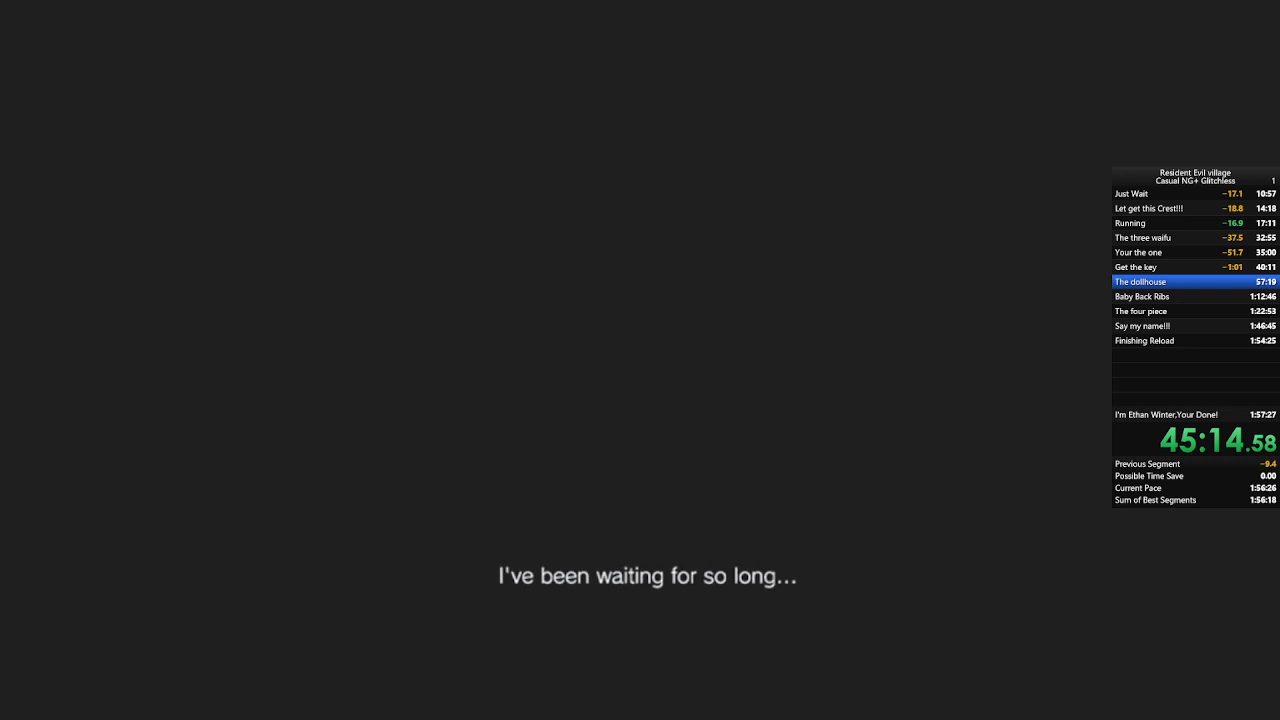 Resident Evil village
Casual NG+ Glitchless 1
Just Wait −17.1 10:57
Let get this Crest!!! −18.8 14:18
Running −16.9 17:11
The three waifu −37.5 32:55
Your the one −51.7 35:00
Get the key −1:01 40:11
The dollhouse 57:19
Baby Back Ribs 1:12:46
The four piece 1:22:53
Say my name!!! 1:46:45
Finishing Reload 1:54:25
I'm Ethan Winter,Your Done! 1:57:27
45:14.58
Previous Segment −9.4
Possible Time Save 0.00
Current Pace 1:56:26
Sum of Best Segments 1:56:18
I've been waiting for so long...